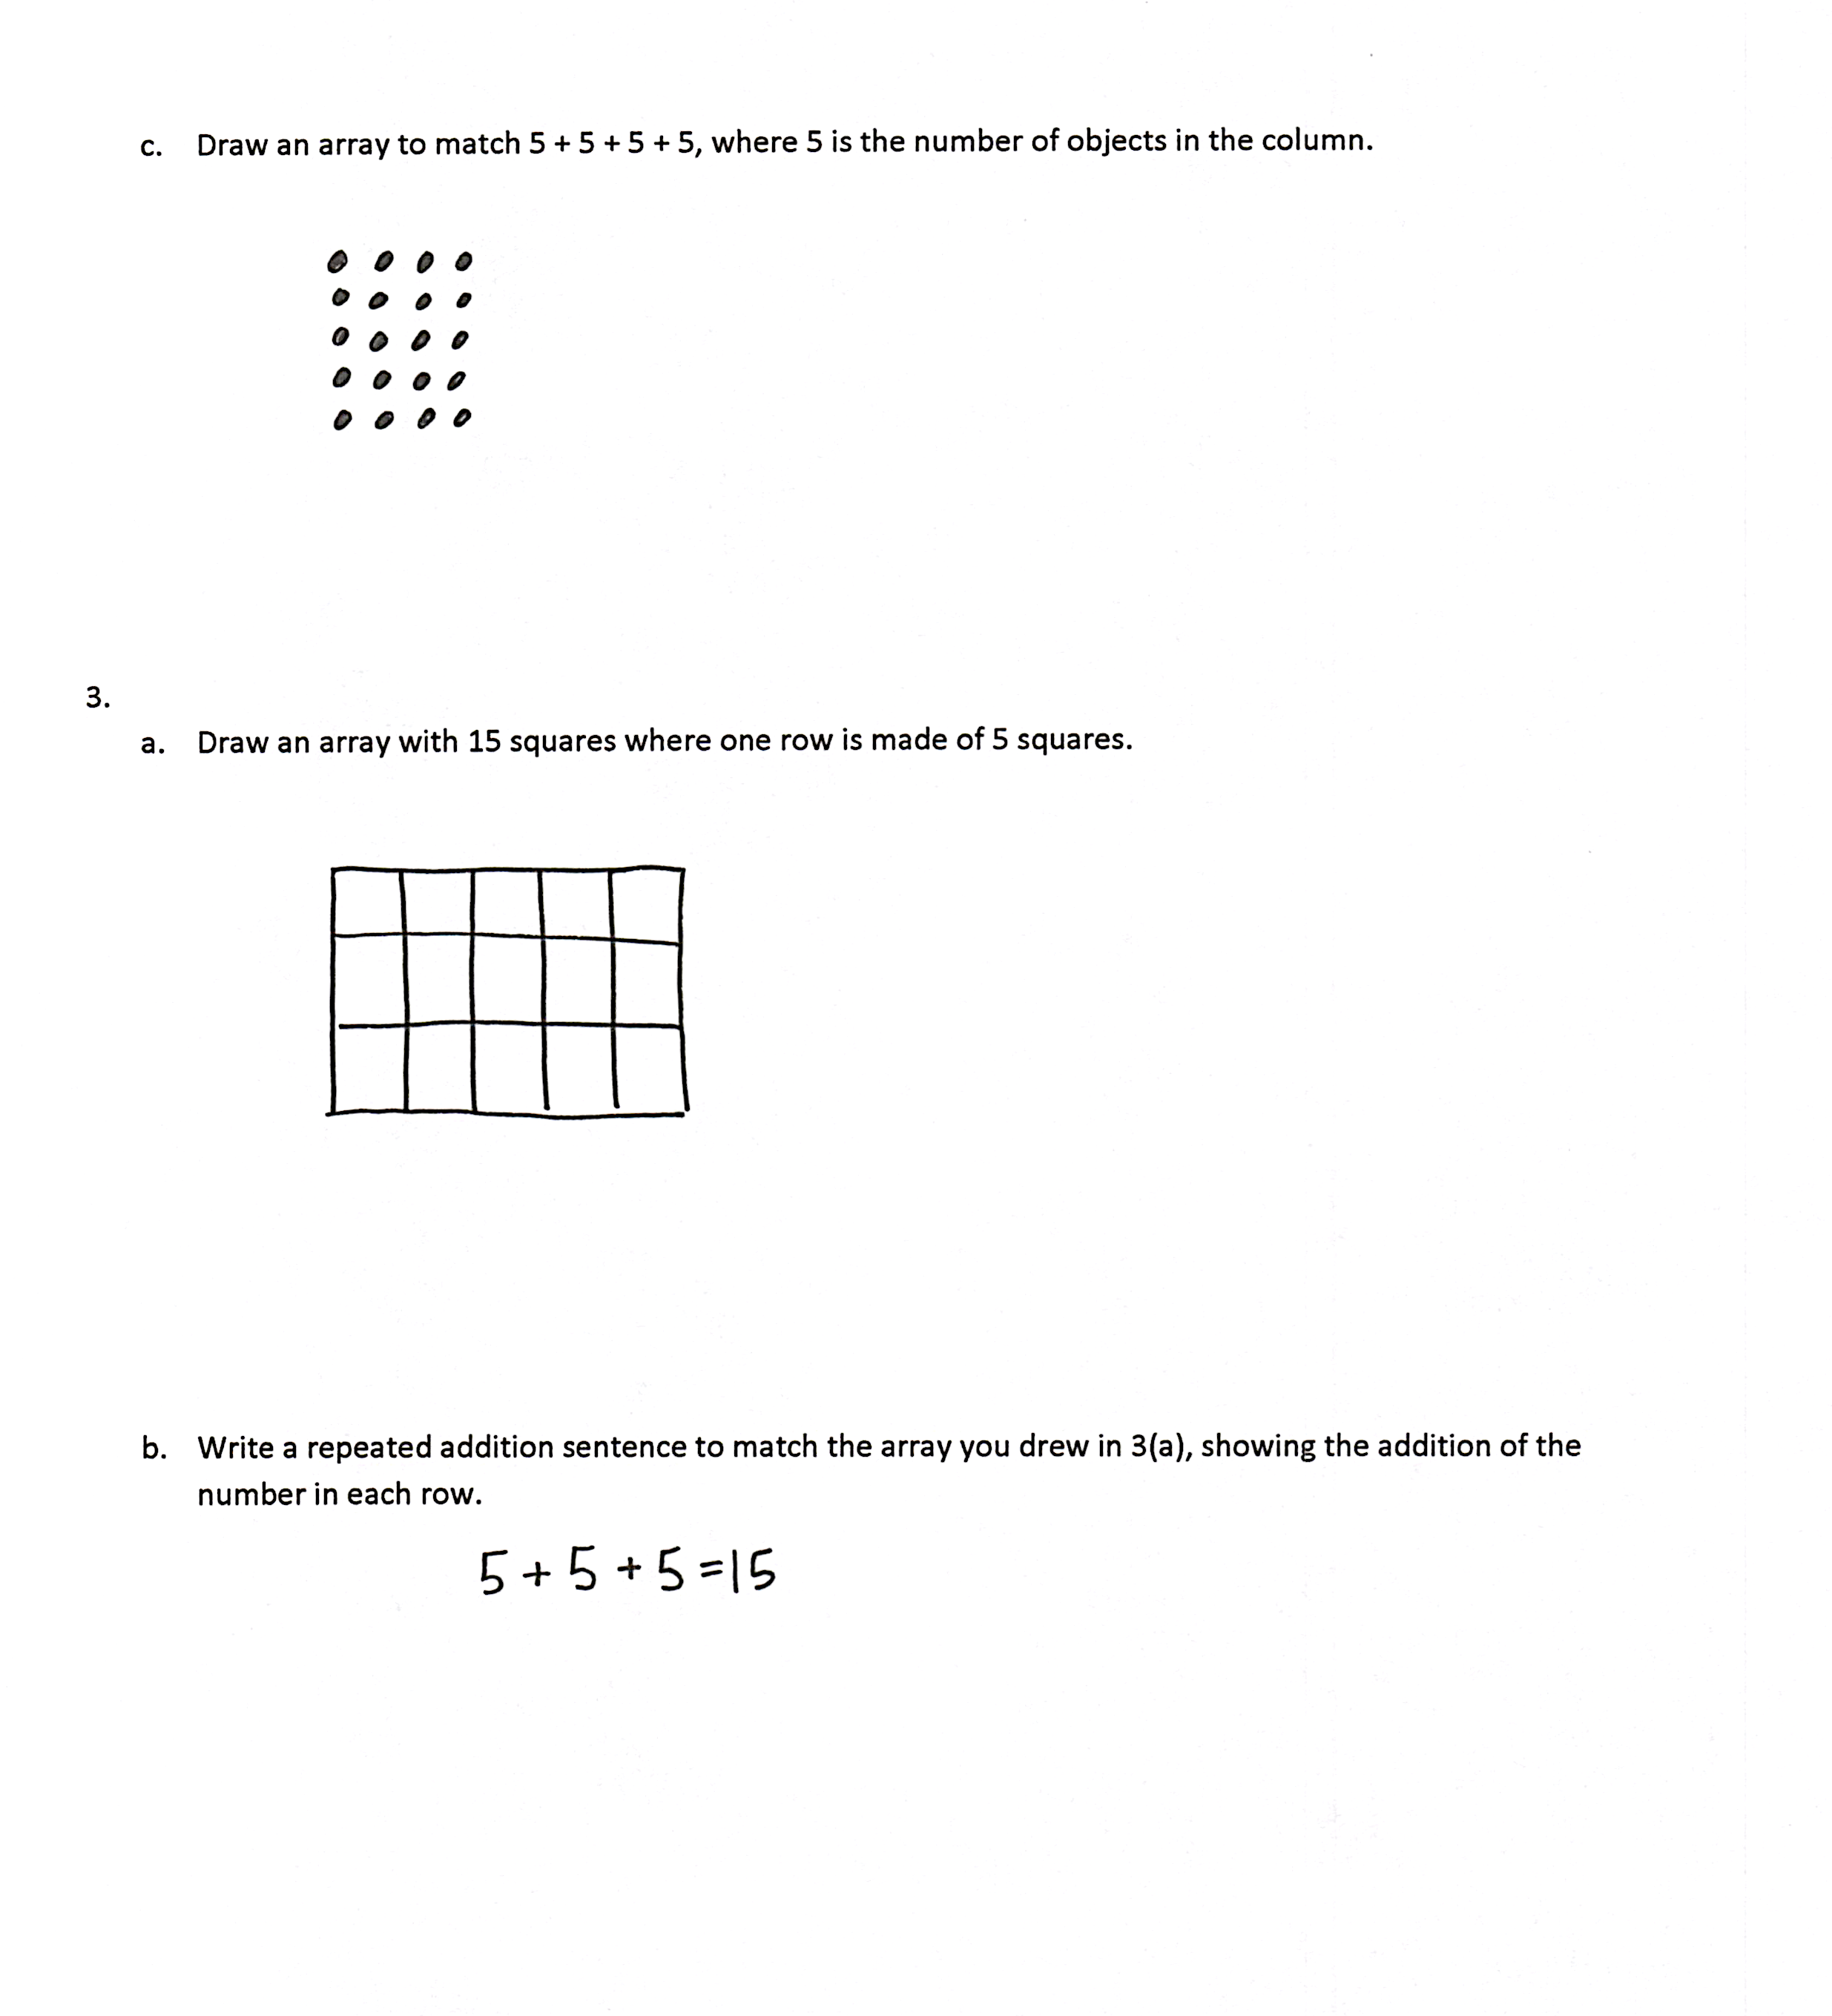 c. Draw an array to match 5 + 5 + 5 + 5, where 5 is the number of objects in the column.
3.
a. Draw an array with 15 squares where one row is made of 5 squares.
b. Write a repeated addition sentence to match the array you drew in 3(a), showing the addition of the
number in each row.
5 + 5 + 5 = 15